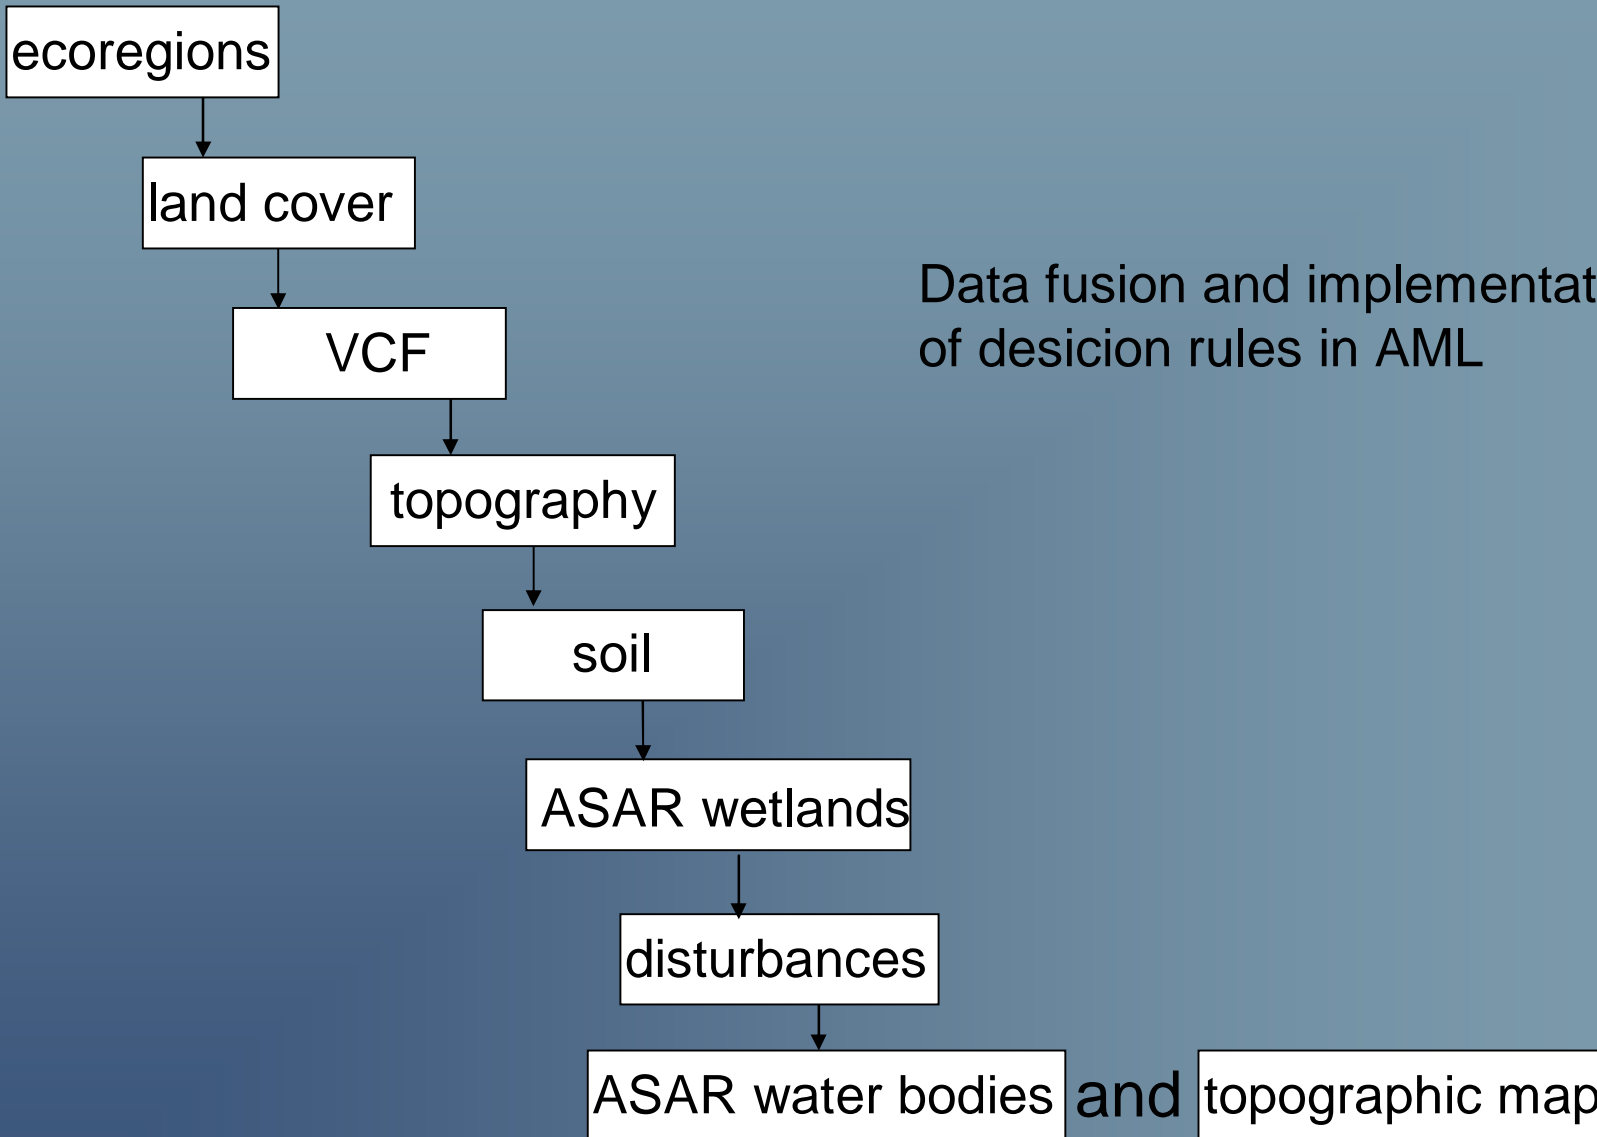 ecoregions
land cover
Data fusion and implementat
of desicion rules in AML
VCF
topography
soil
ASAR wetlands
disturbances
ASAR water bodies and topographic map